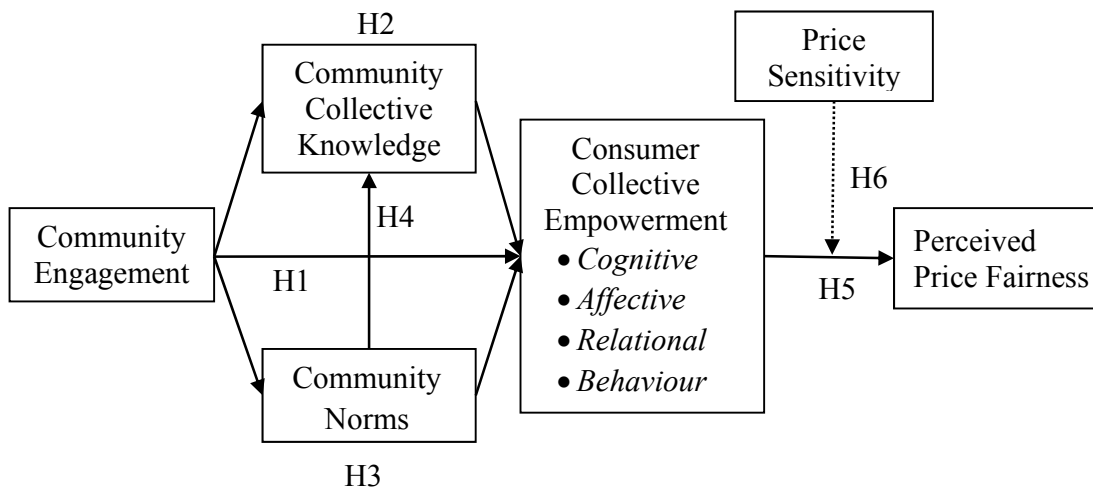 H2
Community
Collective
Knowledge
Price
Sensitivity
Consumer
Collective
Empowerment
• Cognitive
• Affective
• Relational
• Behaviour
H6
H4
Community
Engagement
H1
Perceived
Price Fairness
H5
Community
Norms
H3